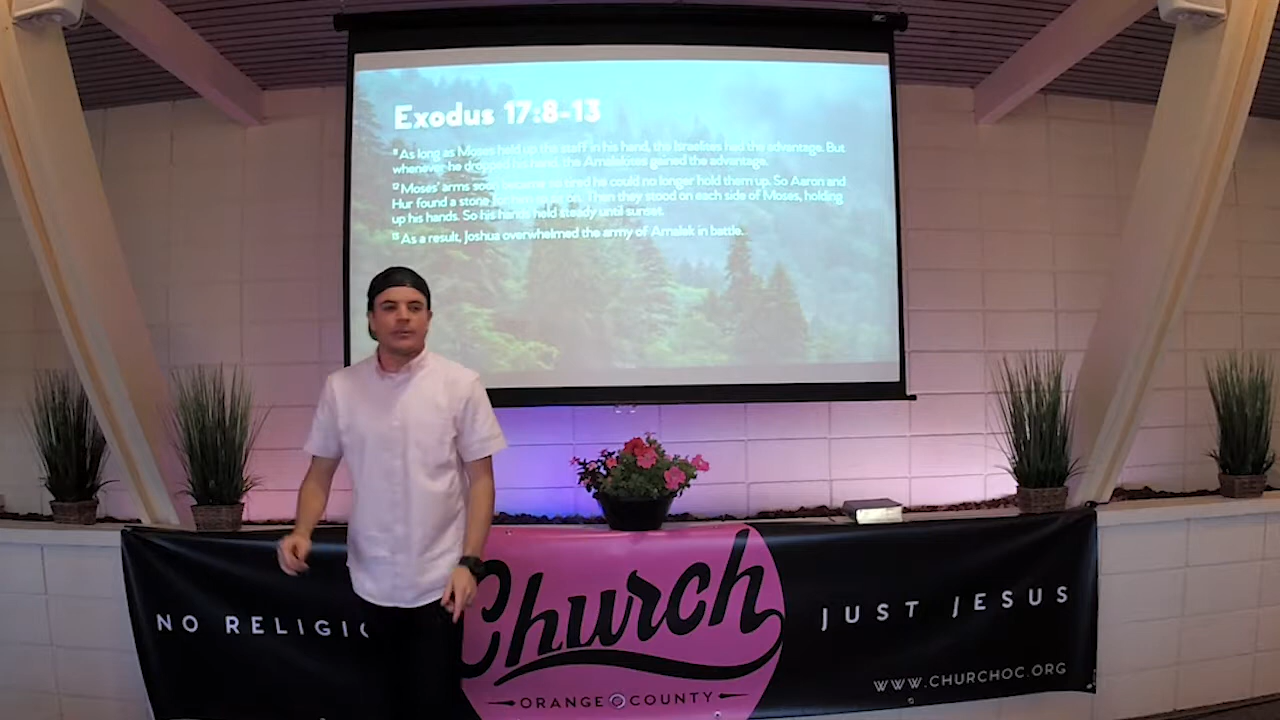 Exodus 17:8-13
As long as Moses held up the staff in his hand, the Israelites had the advantage. But
whenever he dropped his hand, the Amalekites gained the advantage.
12 Moses' arms soon became so tired he could no longer hold them up. So Aaron and
Hur found a stone for him to sit on. Then they stood on each side of Moses, holding
up his hands. So his hands held steady until sunset.
13 As a result, Joshua overwhelmed the army of Amalek in battle.
NO RELIGI
Church
ORANGE COUNTY
JUST JESUS
WWW.CHURCHOC.ORG